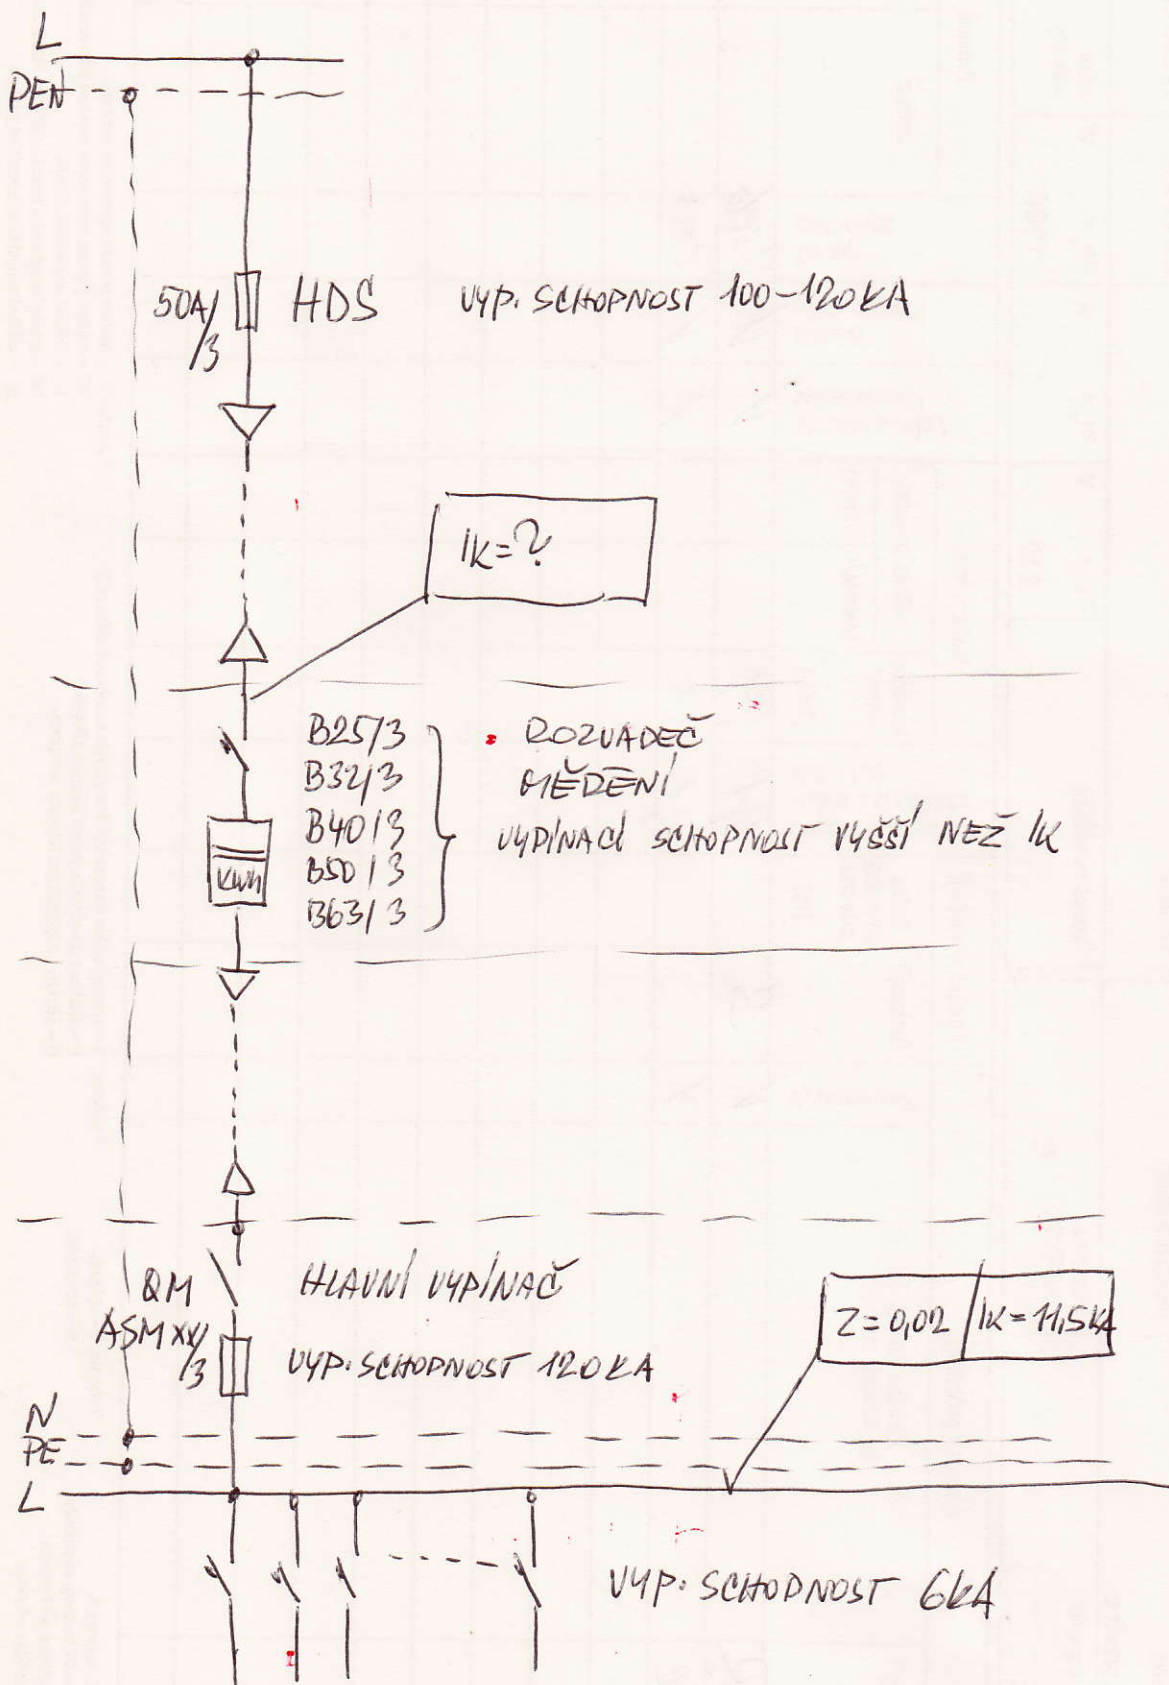 L
PEN
50A/3 HDS VYP. SCHOPNOST 100-120KA
IK=?
B25/3
B32/3
B40/3
B50/3
B63/3
ROZVADEČ
MĚŘENÍ
VYPÍNACÍ SCHOPNOST VYŠŠÍ NEŽ IK
kWh
QM HLAVNÍ VYPÍNAČ
ASM XX/3 VYP. SCHOPNOST 120KA
Z=0,02 IK=11,5KA
N
PE
L
VYP. SCHOPNOST 6kA